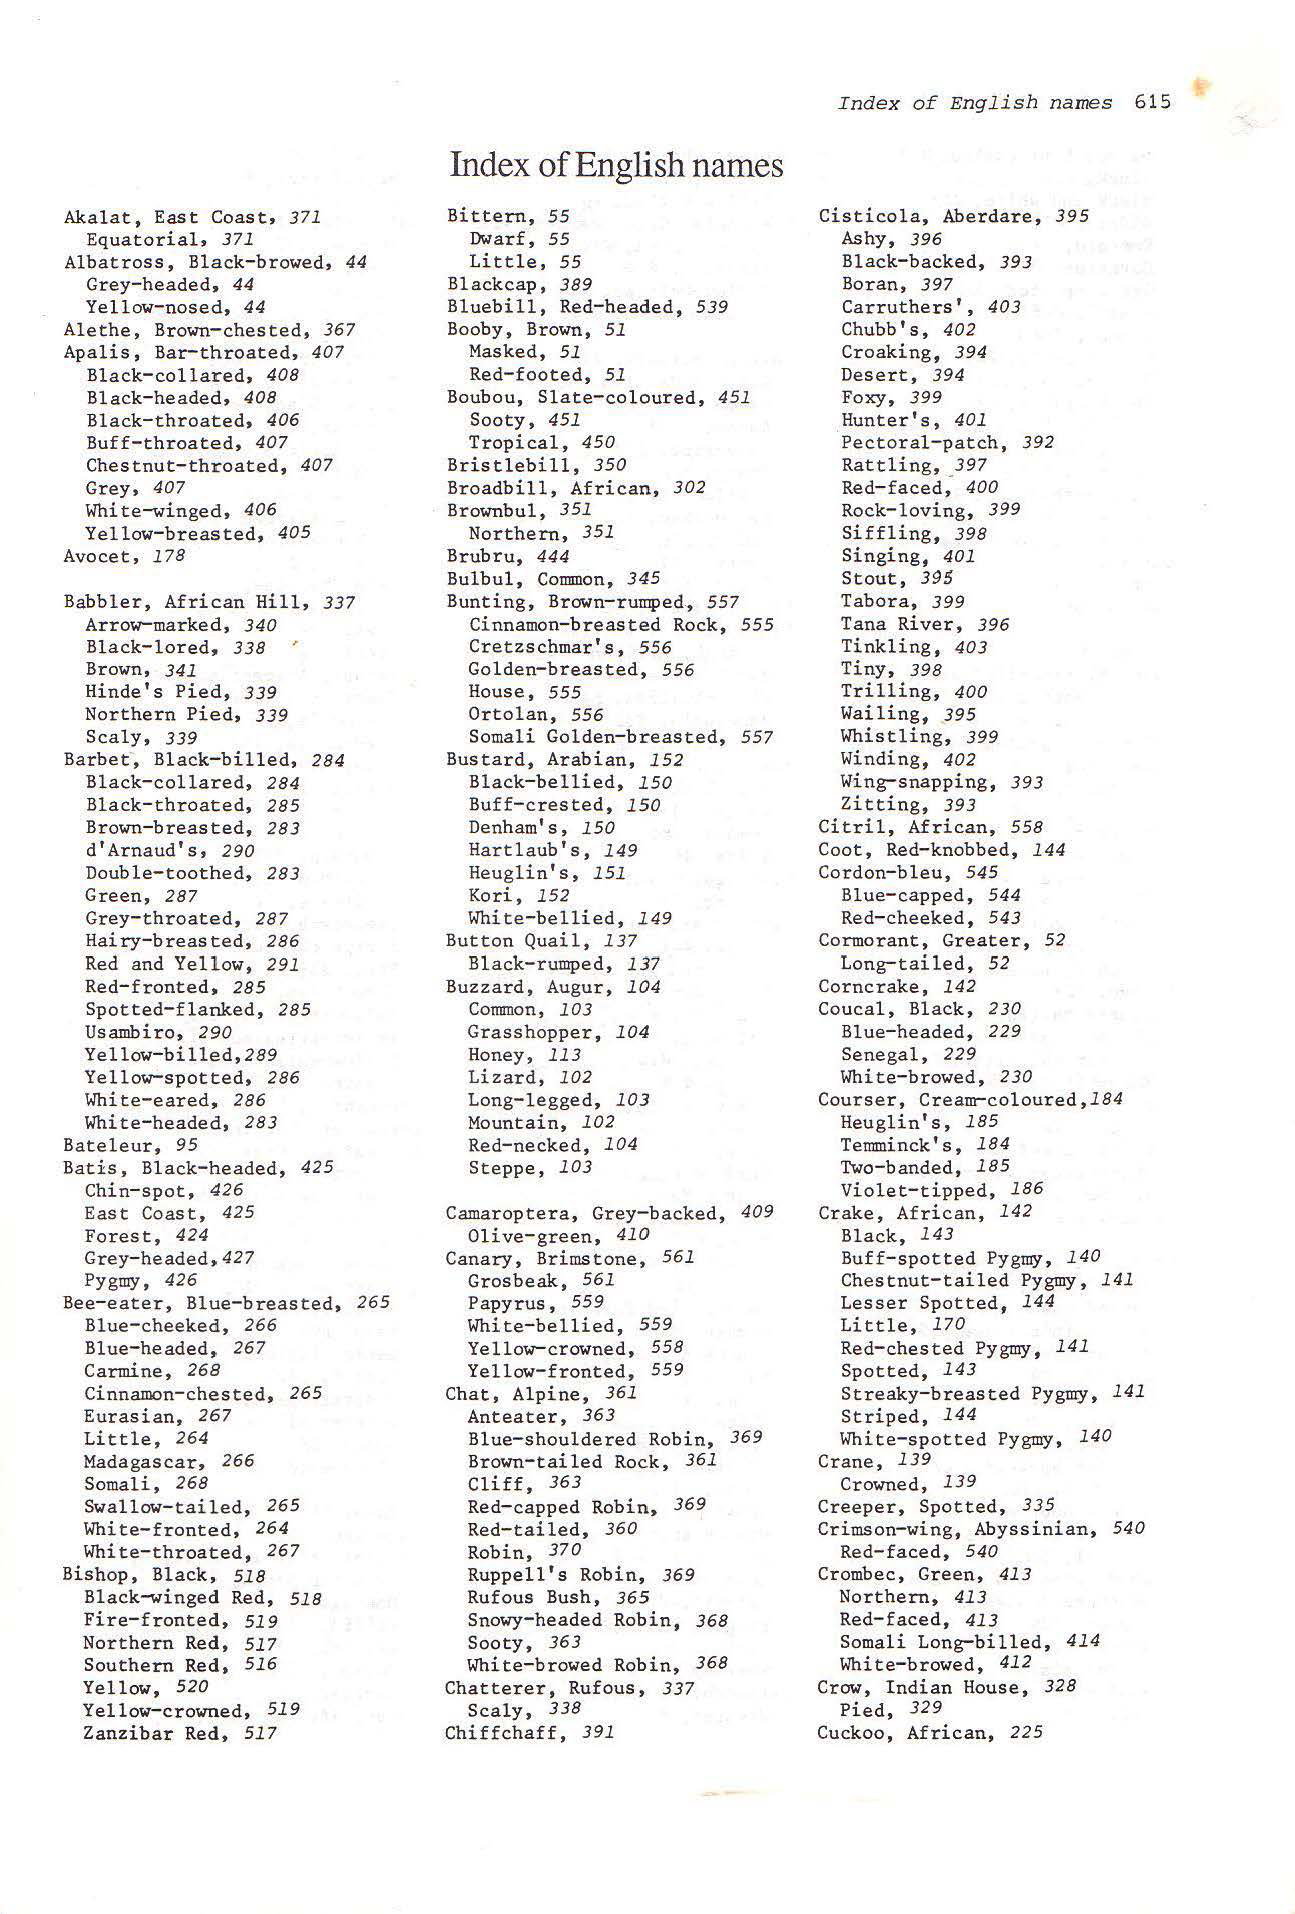 Index of English names 615
Index of English names
Akalat, East Coast, 371
Equatorial, 371
Albatross, Black-browed, 44
Grey-headed, 44
Yellow-nosed, 44
Alethe, Brown-chested, 367
Apalis, Bar-throated, 407
Black-collared, 408
Black-headed, 408
Black-throated, 406
Buff-throated, 407
Chestnut-throated, 407
Grey, 407
White-winged, 406
Yellow-breasted, 405
Avocet, 178
Babbler, African Hill, 337
Arrow-marked, 340
Black-lored, 338
Brown, 341
Hinde's Pied, 339
Northern Pied, 339
Scaly, 339
Barbet, Black-billed, 284
Black-collared, 284
Black-throated, 285
Brown-breasted, 283
d'Arnaud's, 290
Double-toothed, 283
Green, 287
Grey-throated, 287
Hairy-breasted, 286
Red and Yellow, 291
Red-fronted, 285
Spotted-flanked, 285
Usambiro, 290
Yellow-billed,289
Yellow-spotted, 286
White-eared, 286
White-headed, 283
Bateleur, 95
Batis, Black-headed, 425
Chin-spot, 426
East Coast, 425
Forest, 424
Grey-headed,427
Pygmy, 426
Bee-eater, Blue-breasted, 265
Blue-cheeked, 266
Blue-headed, 267
Carmine, 268
Cinnamon-chested, 265
Eurasian, 267
Little, 264
Madagascar, 266
Somali, 268
Swallow-tailed, 265
White-fronted, 264
White-throated, 267
Bishop, Black, 518
Black-winged Red, 518
Fire-fronted, 519
Northern Red, 517
Southern Red, 516
Yellow, 520
Yellow-crowned, 519
Zanzibar Red, 517
Bittern, 55
Dwarf, 55
Little, 55
Blackcap, 389
Bluebill, Red-headed, 539
Booby, Brown, 51
Masked, 51
Red-footed, 51
Boubou, Slate-coloured, 451
Sooty, 451
Tropical, 450
Bristlebill, 350
Broadbill, African, 302
Brownbul, 351
Northern, 351
Brubru, 444
Bulbul, Common, 345
Bunting, Brown-rumped, 557
Cinnamon-breasted Rock, 555
Cretzschmar's, 556
Golden-breasted, 556
House, 555
Ortolan, 556
Somali Golden-breasted, 557
Bustard, Arabian, 152
Black-bellied, 150
Buff-crested, 150
Denham's, 150
Hartlaub's, 149
Heuglin's, 151
Kori, 152
White-bellied, 149
Button Quail, 137
Black-rumped, 137
Buzzard, Augur, 104
Common, 103
Grasshopper, 104
Honey, 113
Lizard, 102
Long-legged, 103
Mountain, 102
Red-necked, 104
Steppe, 103
Camaroptera, Grey-backed, 409
Olive-green, 410
Canary, Brimstone, 561
Grosbeak, 561
Papyrus, 559
White-bellied, 559
Yellow-crowned, 558
Yellow-fronted, 559
Chat, Alpine, 361
Anteater, 363
Blue-shouldered Robin, 369
Brown-tailed Rock, 361
Cliff, 363
Red-capped Robin, 369
Red-tailed, 360
Robin, 370
Ruppell's Robin, 369
Rufous Bush, 365
Snowy-headed Robin, 368
Sooty, 363
White-browed Robin, 368
Chatterer, Rufous, 337
Scaly, 338
Chiffchaff, 391
Cisticola, Aberdare, 395
Ashy, 396
Black-backed, 393
Boran, 397
Carruthers', 403
Chubb's, 402
Croaking, 394
Desert, 394
Foxy, 399
Hunter's, 401
Pectoral-patch, 392
Rattling, 397
Red-faced, 400
Rock-loving, 399
Siffling, 398
Singing, 401
Stout, 395
Tabora, 399
Tana River, 396
Tinkling, 403
Tiny, 398
Trilling, 400
Wailing, 395
Whistling, 399
Winding, 402
Wing-snapping, 393
Zitting, 393
Citril, African, 558
Coot, Red-knobbed, 144
Cordon-bleu, 545
Blue-capped, 544
Red-cheeked, 543
Cormorant, Greater, 52
Long-tailed, 52
Corncrake, 142
Coucal, Black, 230
Blue-headed, 229
Senegal, 229
White-browed, 230
Courser, Cream-coloured,184
Heuglin's, 185
Temminck's, 184
Two-banded, 185
Violet-tipped, 186
Crake, African, 142
Black, 143
Buff-spotted Pygmy, 140
Chestnut-tailed Pygmy, 141
Lesser Spotted, 144
Little, 170
Red-chested Pygmy, 141
Spotted, 143
Streaky-breasted Pygmy, 141
Striped, 144
White-spotted Pygmy, 140
Crane, 139
Crowned, 139
Creeper, Spotted, 335
Crimson-wing, Abyssinian, 540
Red-faced, 540
Crombec, Green, 413
Northern, 413
Red-faced, 413
Somali Long-billed, 414
White-browed, 412
Crow, Indian House, 328
Pied, 329
Cuckoo, African, 225